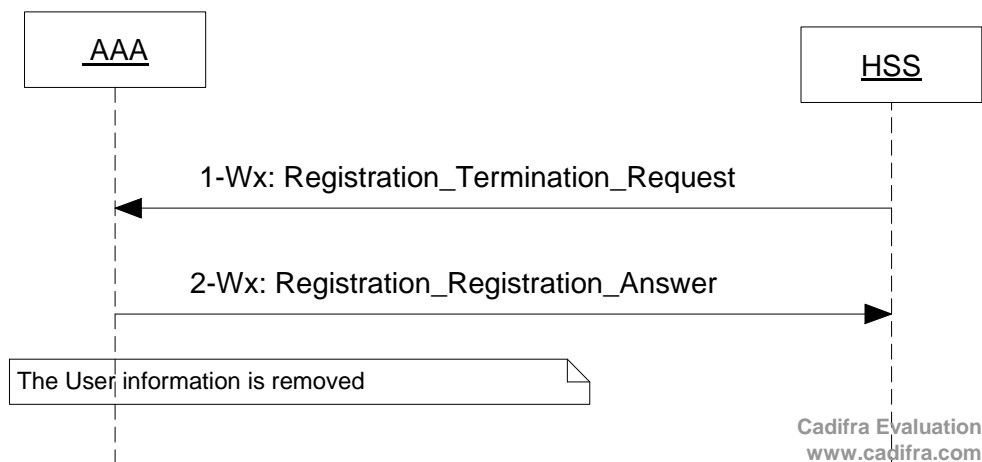 AAA
HSS
1-Wx: Registration_Termination_Request
2-Wx: Registration_Registration_Answer
The User information is removed
Cadifra Evaluation
www.cadifra.com